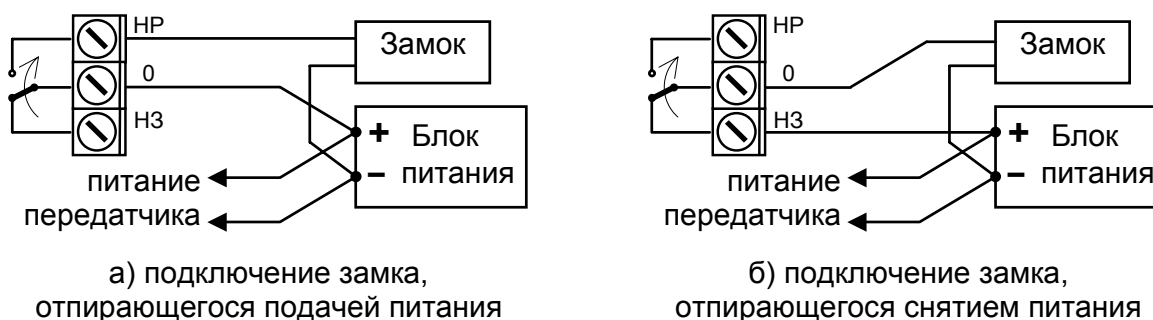 НР
Замок
0
НЗ
+ Блок
− питания
питание
передатчика
а) подключение замка,
отпирающегося подачей питания
НР
Замок
0
НЗ
+ Блок
− питания
питание
передатчика
б) подключение замка,
отпирающегося снятием питания